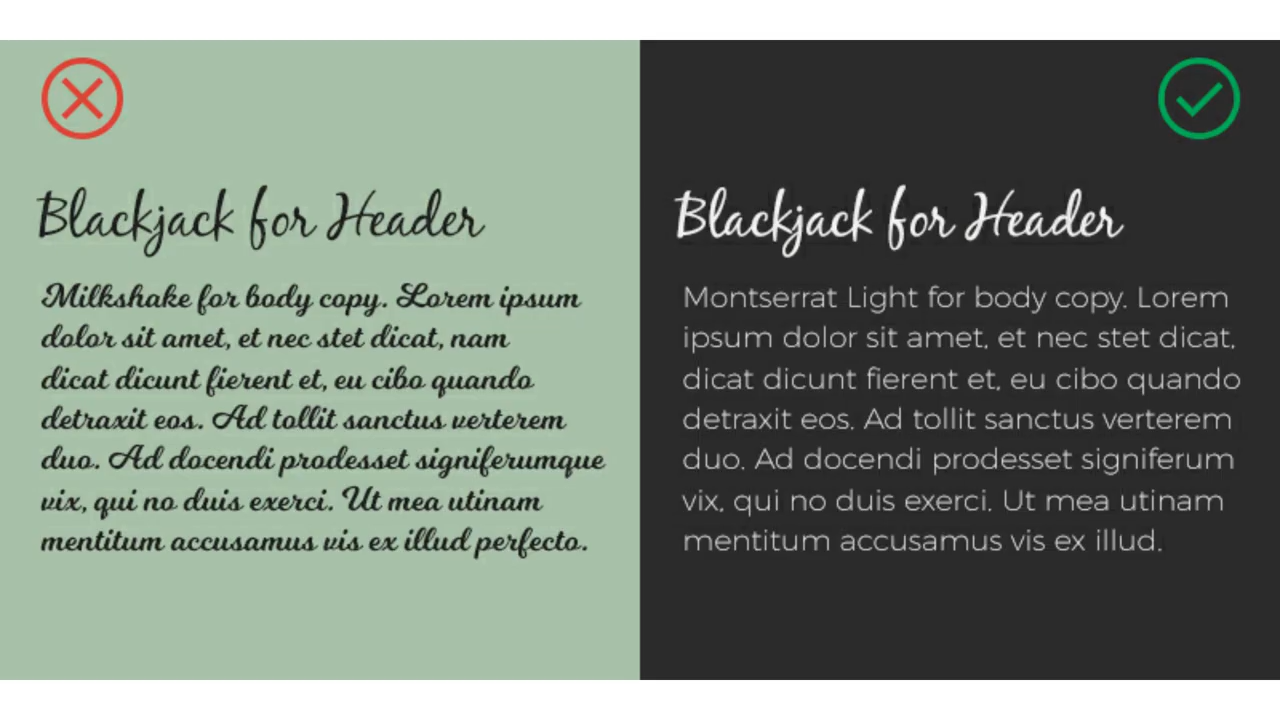 Blackjack for Header
Milkshake for body copy. Lorem ipsum
dolor sit amet, et nec stet dicat, nam
dicat dicunt fierent et, eu cibo quando
detraxit eos. Ad tollit sanctus verterem
duo. Ad docendi prodesset signiferumque
vix, qui no duis exerci. Ut mea utinam
mentitum accusamus vis ex illud perfecto.
Blackjack for Header
Montserrat Light for body copy. Lorem
ipsum dolor sit amet, et nec stet dicat,
dicat dicunt fierent et, eu cibo quando
detraxit eos. Ad tollit sanctus verterem
duo. Ad docendi prodesset signiferum
vix, qui no duis exerci. Ut mea utinam
mentitum accusamus vis ex illud.